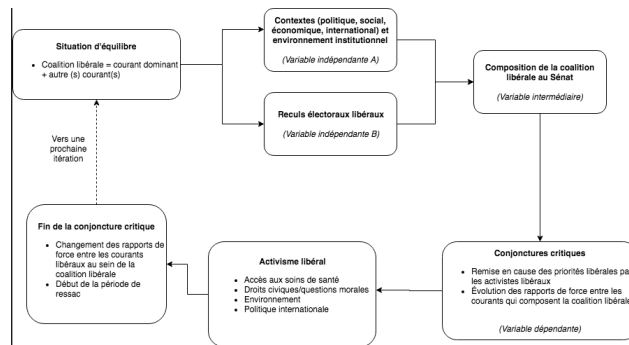 Situation d'équilibre
• Coalition libérale = courant dominant
+ autre (s) courant(s)
Contextes (politique, social,
économique, international) et
environnement institutionnel
(Variable indépendante A)
Reculs électoraux libéraux
(Variable indépendante B)
Composition de la coalition
libérale au Sénat
(Variable intermédiaire)
Conjonctures critiques
• Remise en cause des priorités libérales pa
les activistes libéraux
• Évolution des rapports de force entre les
courants qui composent la coalition libérale
(Variable dépendante)
Activisme libéral
• Accès aux soins de santé
• Droits civiques/questions morales
• Environnement
• Politique internationale
Fin de la conjoncture critique
• Changement des rapports de
force entre les courants
libéraux au sein de la
coalition libérale
• Début de la période de
ressac
Vers une
prochaine
itération